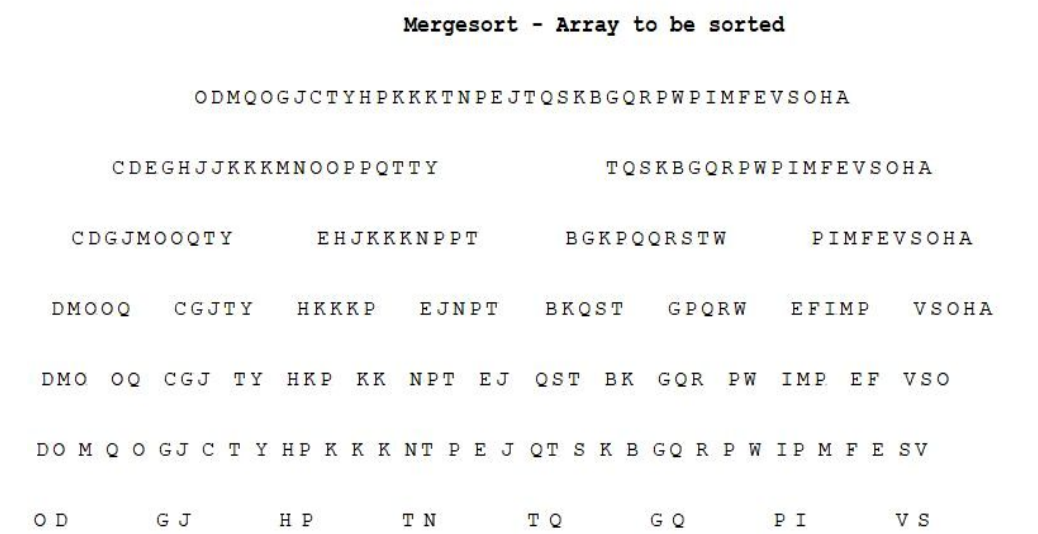 Mergesort - Array to be sorted
ODMQOGJCTYHPKKKTNPEJTQSKBGQRPWPIMFEVSOHA
CDEGHJJKKKMNOOPPQTTY TQSKBGQRPWPIMFEVSOHA
CDGJMOOQTY EHJKKKNPPT BGKPQQRSTW PIMFEVSOHA
DMOOQ CGJTY HKKKP EJNPT BKQST GPQRW EFIMP VSOHA
DMO OQ CGJ TY HKP KK NPT EJ QST BK GQR PW IMP EF VSO
DO M Q O GJ C T Y HP K K K NT P E J QT S K B GQ R P W IP M F E SV
O D G J H P T N T Q G Q P I V S